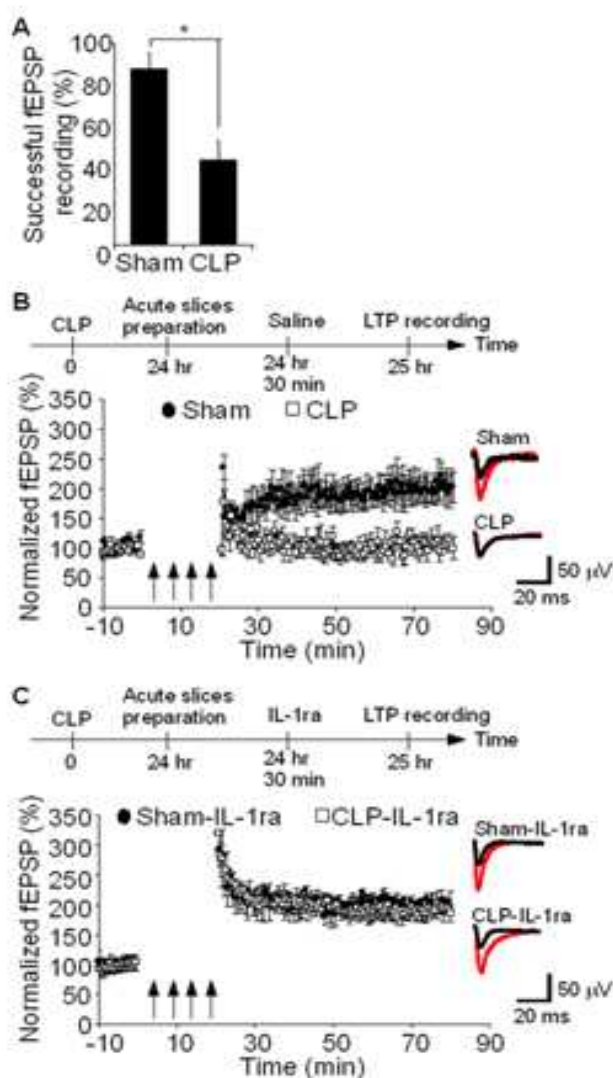 A
*
Successful fEPSP
recording (%)
100
80
60
40
20
0
Sham CLP
B
CLP
Acute slices
preparation
Saline
LTP recording
Time
0
24 hr
24 hr
30 min
25 hr
Normalized fEPSP (%)
350
300
250
200
150
100
50
0
Sham
CLP
Sham
CLP
50 μV
20 ms
-10 10 30 50 70 90
Time (min)
C
CLP
Acute slices
preparation
IL-1ra
LTP recording
Time
0
24 hr
24 hr
30 min
25 hr
Normalized fEPSP (%)
350
300
250
200
150
100
50
0
Sham-IL-1ra
CLP-IL-1ra
Sham-IL-1ra
CLP-IL-1ra
50 μV
20 ms
-10 10 30 50 70 90
Time (min)